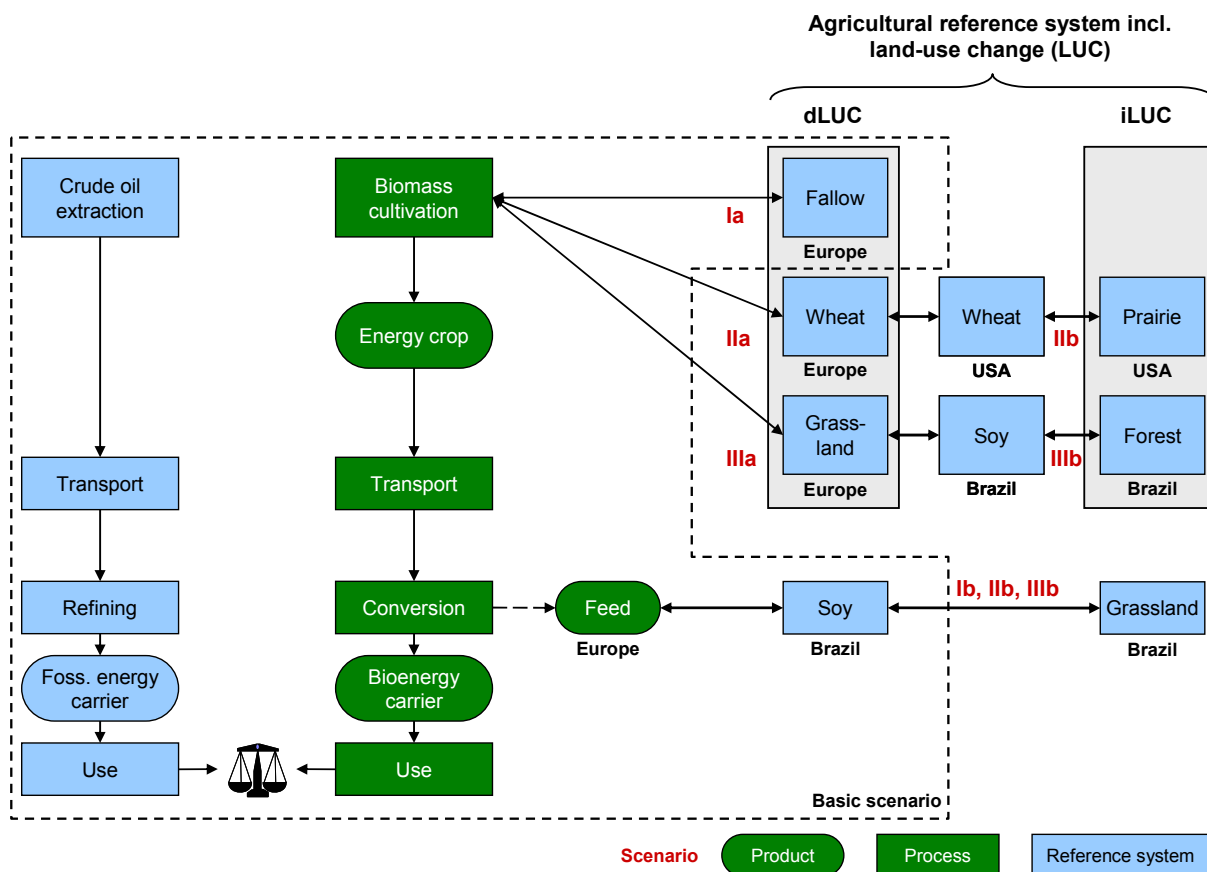 Agricultural reference system incl.
land-use change (LUC)
dLUC
iLUC
Crude oil
extraction
Biomass
cultivation
Ia
Fallow
Europe
Energy crop
IIa
Wheat
Europe
Wheat
USA
IIb
Prairie
USA
IIIa
Grass-
land
Europe
Soy
Brazil
IIIb
Forest
Brazil
Transport
Transport
Refining
Conversion
Feed
Europe
Soy
Brazil
Ib, IIb, IIIb
Grassland
Brazil
Foss. energy
carrier
Bioenergy
carrier
Use
Use
Basic scenario
Scenario
Product
Process
Reference system